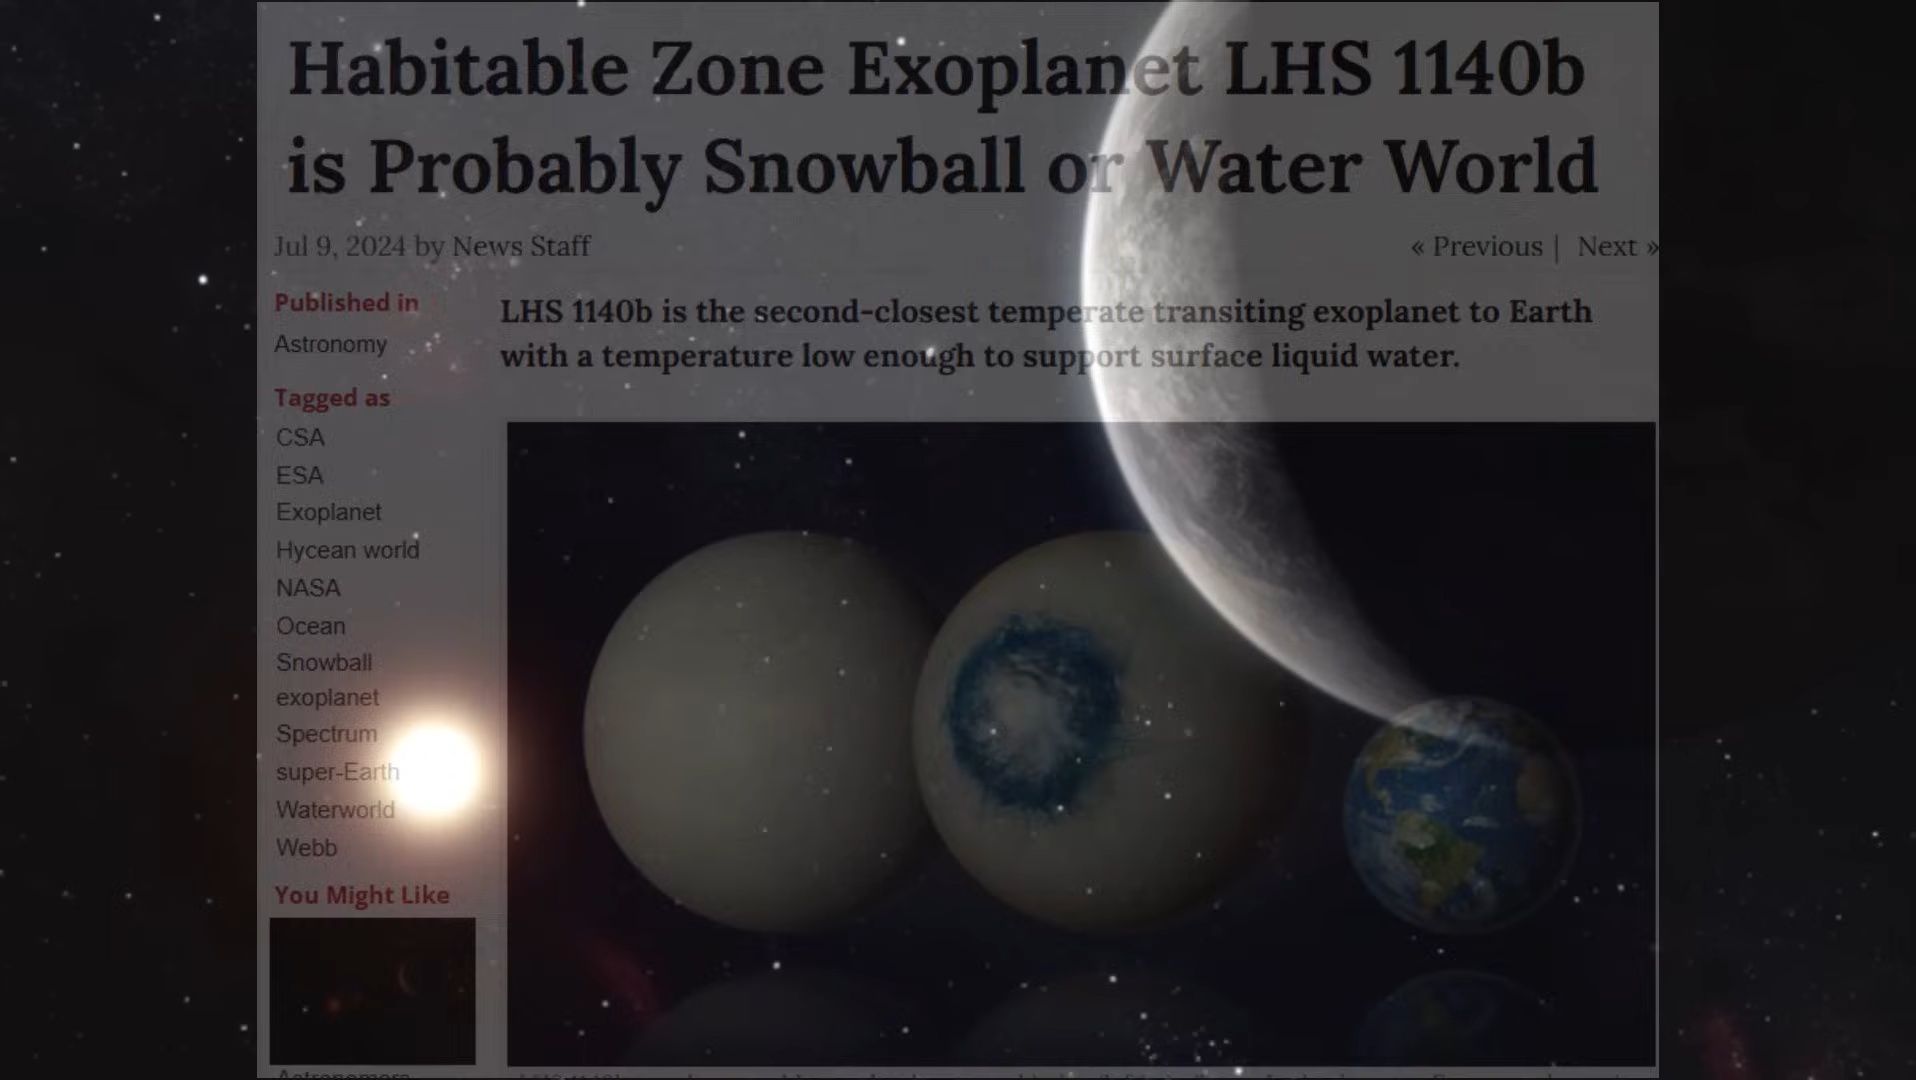 Habitable Zone Exoplanet LHS 1140b
is Probably Snowball or Water World
Jul 9, 2024 by News Staff
« Previous | Next »
Published in
Astronomy
Tagged as
CSA
ESA
Exoplanet
Hycean world
NASA
Ocean
Snowball
exoplanet
Spectrum
super-Earth
Waterworld
Webb
You Might Like
LHS 1140b is the second-closest temperate transiting exoplanet to Earth
with a temperature low enough to support surface liquid water.